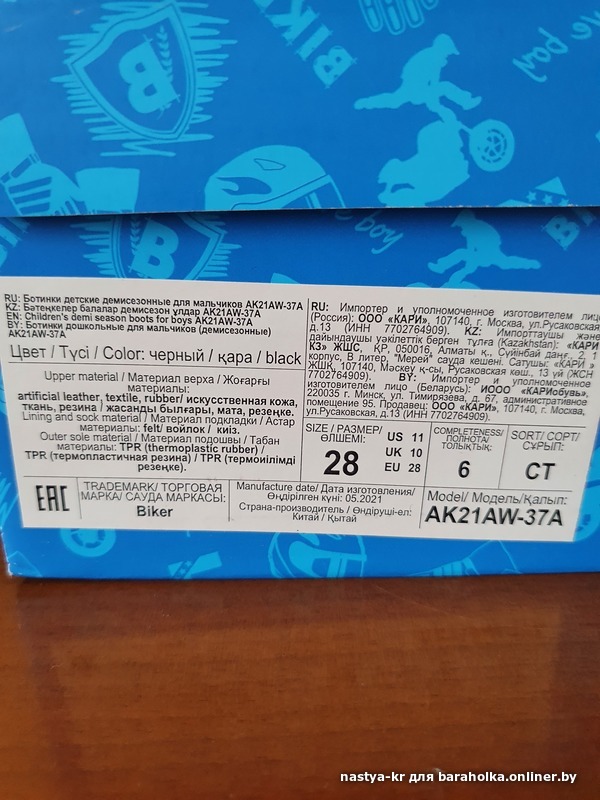 B
BIKE
e boy
B
boy
RU: Ботинки детские демисезонные для мальчиков AK21AW-37A
KZ: Бәтеңкелер балалар демисезон ұлдар AK21AW-37A
EN: Children's demi season boots for boys AK21AW-37A
BY: Ботинки дошкольные для мальчиков (демисезонные)
AK21AW-37A
Цвет / Түсі / Color: черный / қара / black
Upper material / Материал верха / Жоғарғы
материалы:
artificial leather, textile, rubber/ искусственная кожа,
ткань, резина / жасанды былғары, мата, резеңке.
Lining and sock material / Материал подкладки / Астар
материалы: felt/ войлок / киіз.
Outer sole material / Материал подошвы / Табан
материалы: TPR (thermoplastic rubber) /
TPR (термопластичная резина) / TPR (термоиілімді
резеңке).
RU: Импортер и уполномоченное изготовителем лицо
(Россия): ООО «КАРИ», 107140, г. Москва, ул.Русаковская
д.13 (ИНН 7702764909). KZ: Импорттаушы және
дайындаушы уәкілеттік берген тұлға (Kazakhstan): «КАРИ
КЗ» ЖШС, ҚР, 050016, Алматы қ., Сүйінбай даңғ., 2, 1
корпус, В литер, "Мерей" сауда кешені. Сатушы: «КАРИ »
ЖШҚ, 107140, Мәскеу қ-сы, Русаковская көш., 13 үй (ЖСН
7702764909). BY: Импортер и уполномоченное
изготовителем лицо (Беларусь): ИООО «КАРИобувь»,
220035 г. Минск, ул. Тимирязева, д. 67, административное
помещение 95. Продавец: ООО «КАРИ», 107140, г. Москва,
ул.Русаковская, д.13 (ИНН 7702764909).
SIZE / РАЗМЕР/
ӨЛШЕМІ:
28
US 11
UK 10
EU 28
COMPLETENESS/
ПОЛНОТА/
ТОЛЫҚТЫҚ:
6
SORT/ СОРТ/
СҰРЫП:
СТ
EAC
TRADEMARK/ ТОРГОВАЯ
МАРКА/ САУДА МАРКАСЫ:
Biker
Manufacture date/ Дата изготовления/
Өндірілген күні: 05.2021
Страна-производитель / Өндіруші-ел:
Китай / Қытай
Model/ Модель/Қалып:
AK21AW-37A
nastya-kr для baraholka.onliner.by